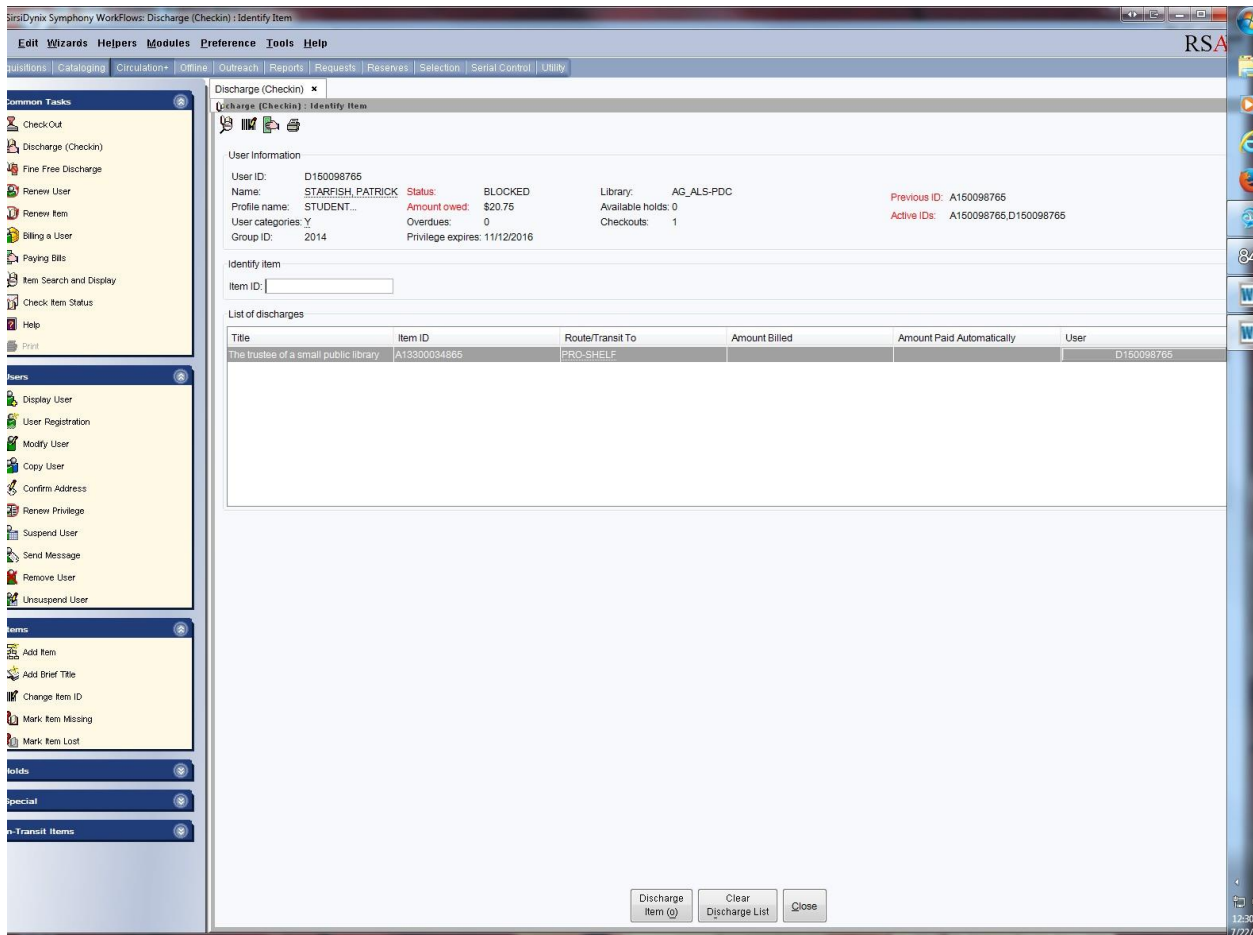 SirsiDynix Symphony WorkFlows: Discharge (Checkin) : Identify Item
Edit Wizards Helpers Modules Preference Tools Help
RSA
quisitions Cataloging Circulation+ Offline Outreach Reports Requests Reserves Selection Serial Control Utility
Common Tasks
CheckOut
Discharge (Checkin)
Fine Free Discharge
Renew User
Renew Item
Billing a User
Paying Bills
Item Search and Display
Check Item Status
Help
Print
Users
Display User
User Registration
Modify User
Copy User
Confirm Address
Renew Privilege
Suspend User
Send Message
Remove User
Unsuspend User
tems
Add Item
Add Brief Title
Change Item ID
Mark Item Missing
Mark Item Lost
Holds
Special
n-Transit Items
Discharge (Checkin) ×
charge (Checkin) : Identify Item
User Information
User ID: D150098765
Name: STARFISH, PATRICK Status: BLOCKED Library: AG_ALS-PDC Previous ID: A150098765
Profile name: STUDENT... Amount owed: $20.75 Available holds: 0 Active IDs: A150098765,D150098765
User categories: Y Overdues: 0 Checkouts: 1
Group ID: 2014 Privilege expires: 11/12/2016
Identify item
Item ID:
List of discharges
Title Item ID Route/Transit To Amount Billed Amount Paid Automatically User
The trustee of a small public library A13300034865 PRO-SHELF D150098765
Discharge Item (o) Clear Discharge List Close
84
12:30
7/22/